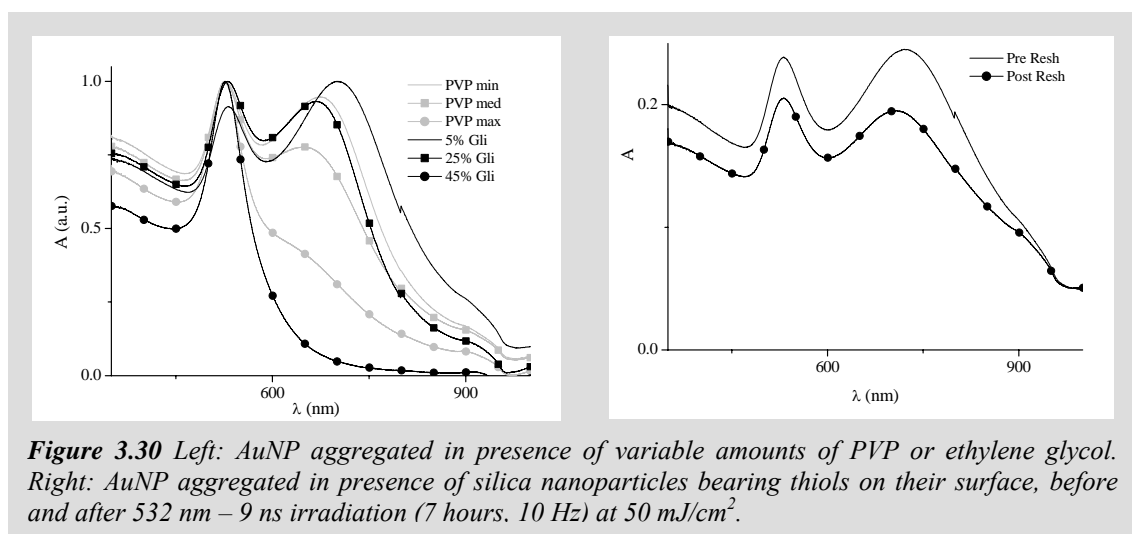 1.0
0.5
0.0
A (a.u.)
600
900
λ (nm)
PVP min
PVP med
PVP max
5% Gli
25% Gli
45% Gli
0.2
0.0
A
600
900
λ (nm)
Pre Resh
Post Resh
Figure 3.30 Left: AuNP aggregated in presence of variable amounts of PVP or ethylene glycol.
Right: AuNP aggregated in presence of silica nanoparticles bearing thiols on their surface, before
and after 532 nm – 9 ns irradiation (7 hours, 10 Hz) at 50 mJ/cm².